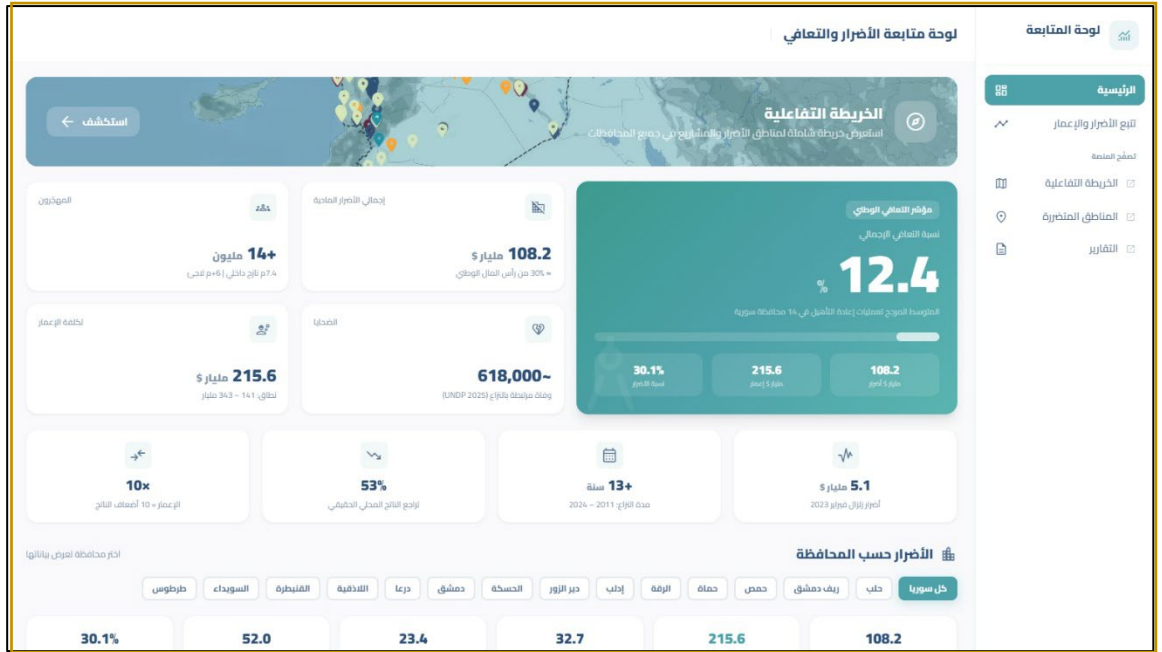 لوحة المتابعة
الرئيسية
تتبع الأضرار والإعمار
تصفّح المنصة
الخريطة التفاعلية
المناطق المتضررة
التقارير
لوحة متابعة الأضرار والتعافي
الخريطة التفاعلية
استعرض خريطة شاملة لمناطق الأضرار والمشاريع في جميع المحافظات
استكشف ←
مؤشر التعافي الوطني
نسبة التعافي الإجمالي
12.4 %
المتوسط المرجح لعمليات إعادة التأهيل في 14 محافظة سورية
108.2
مليار $ أضرار
215.6
مليار $ إعمار
30.1%
نسبة الأضرار
إجمالي الأضرار المادية
108.2 مليار $
≈ 30% من رأس المال الوطني
المهجّرون
14+ مليون
7.4م نازح داخلي | 6+م لاجئ
الضحايا
~618,000
وفاة مرتبطة بالنزاع (UNDP 2025)
تكلفة الإعمار
215.6 مليار $
نطاق: 141 – 343 مليار
5.1 مليار $
أضرار زلزال فبراير 2023
13+ سنة
مدة النزاع: 2011 – 2024
53%
تراجع الناتج المحلي الحقيقي
10×
الإعمار ≈ 10 أضعاف الناتج
الأضرار حسب المحافظة
اختر محافظة لعرض بياناتها
كل سوريا
حلب
ريف دمشق
حمص
حماة
الرقة
إدلب
دير الزور
الحسكة
دمشق
درعا
اللاذقية
القنيطرة
السويداء
طرطوس
108.2
215.6
32.7
23.4
52.0
30.1%